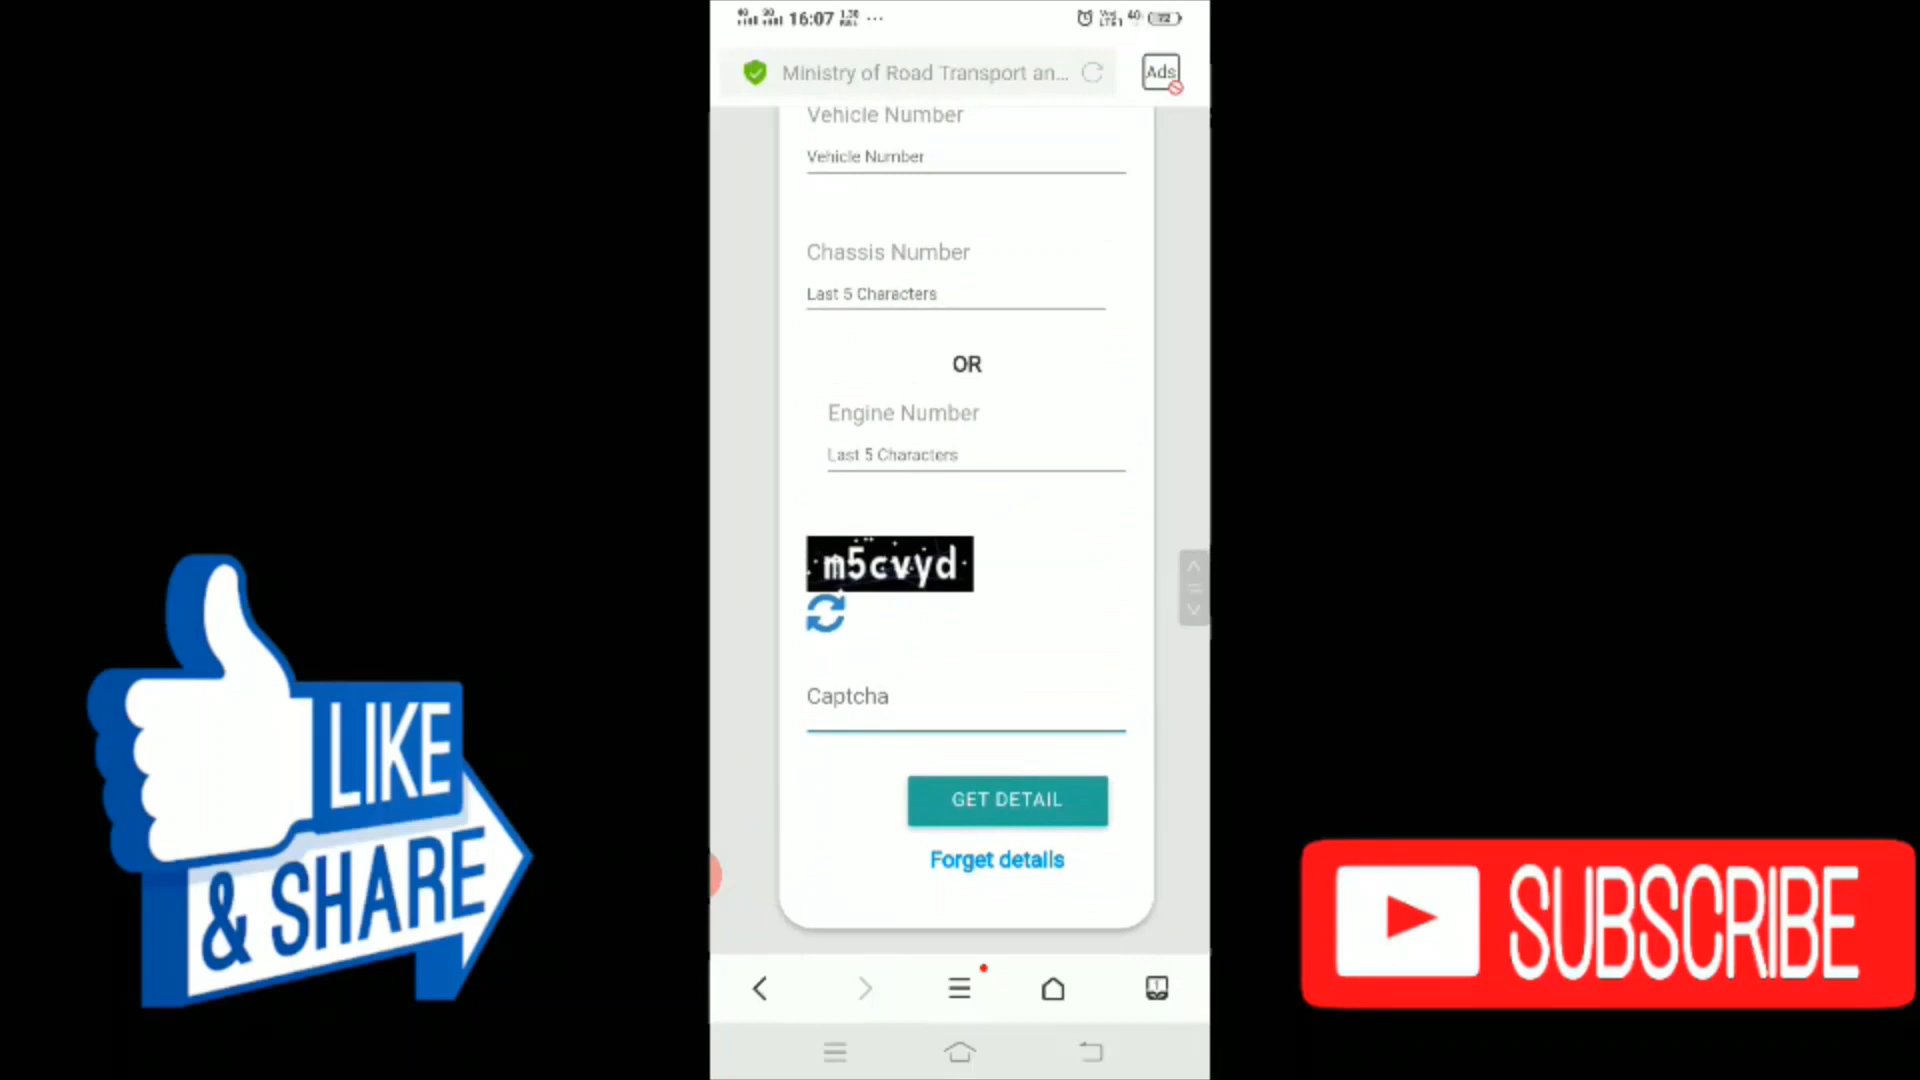 16:07
72
Ministry of Road Transport an...
Ads
Vehicle Number
Vehicle Number
Chassis Number
Last 5 Characters
OR
Engine Number
Last 5 Characters
m5cvyd
Captcha
GET DETAIL
Forget details
LIKE
& SHARE
SUBSCRIBE